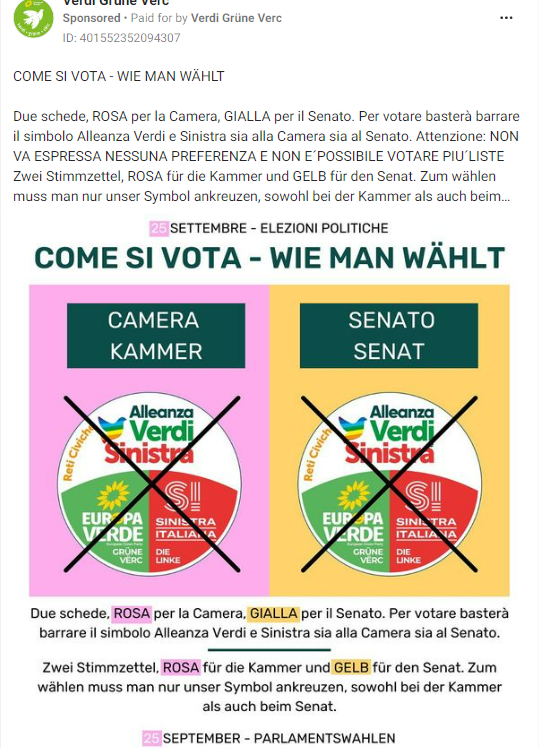 Verdi Grüne Verc
Sponsored • Paid for by Verdi Grüne Verc
ID: 401552352094307
COME SI VOTA - WIE MAN WÄHLT
Due schede, ROSA per la Camera, GIALLA per il Senato. Per votare basterà barrare
il simbolo Alleanza Verdi e Sinistra sia alla Camera sia al Senato. Attenzione: NON
VA ESPRESSA NESSUNA PREFERENZA E NON E´POSSIBILE VOTARE PIU´LISTE
Zwei Stimmzettel, ROSA für die Kammer und GELB für den Senat. Zum wählen
muss man nur unser Symbol ankreuzen, sowohl bei der Kammer als auch beim...
25 SETTEMBRE - ELEZIONI POLITICHE
COME SI VOTA - WIE MAN WÄHLT
CAMERA
KAMMER
Reti Civiche
Alleanza
Verdi
Sinistra
EUROPA
VERDE
GRÜNE
VERC
SI
SINISTRA
ITALIANA
DIE
LINKE
SENATO
SENAT
Reti Civiche
Alleanza
Verdi
Sinistra
EUROPA
VERDE
GRÜNE
VERC
SI
SINISTRA
ITALIANA
DIE
LINKE
Due schede, ROSA per la Camera, GIALLA per il Senato. Per votare basterà
barrare il simbolo Alleanza Verdi e Sinistra sia alla Camera sia al Senato.
Zwei Stimmzettel, ROSA für die Kammer und GELB für den Senat. Zum
wählen muss man nur unser Symbol ankreuzen, sowohl bei der Kammer
als auch beim Senat.
25 SEPTEMBER - PARLAMENTSWAHLEN